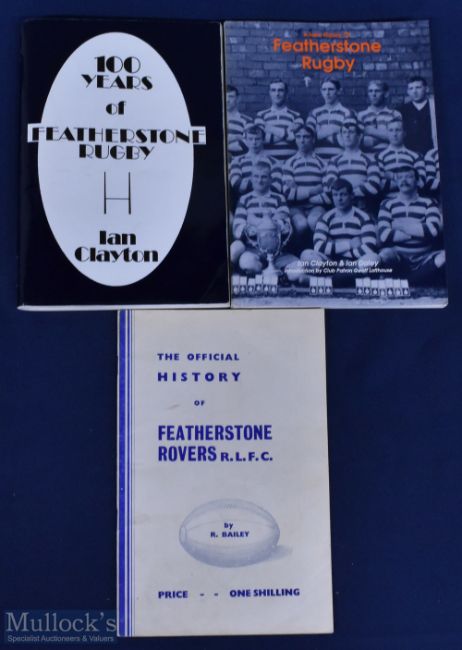 100
YEARS
of
FEATHERSTONE
RUGBY
Ian
Clayton
Featherstone
Rugby
Ian Clayton & Ian Daley
Introduction by Club Patron Geoff Lofthouse
THE OFFICIAL
HISTORY
OF
FEATHERSTONE
ROVERS R.L.F.C.
by
R. BAILEY
PRICE - - ONE SHILLING
Mullock's
Specialist Auctioneers & Valuers